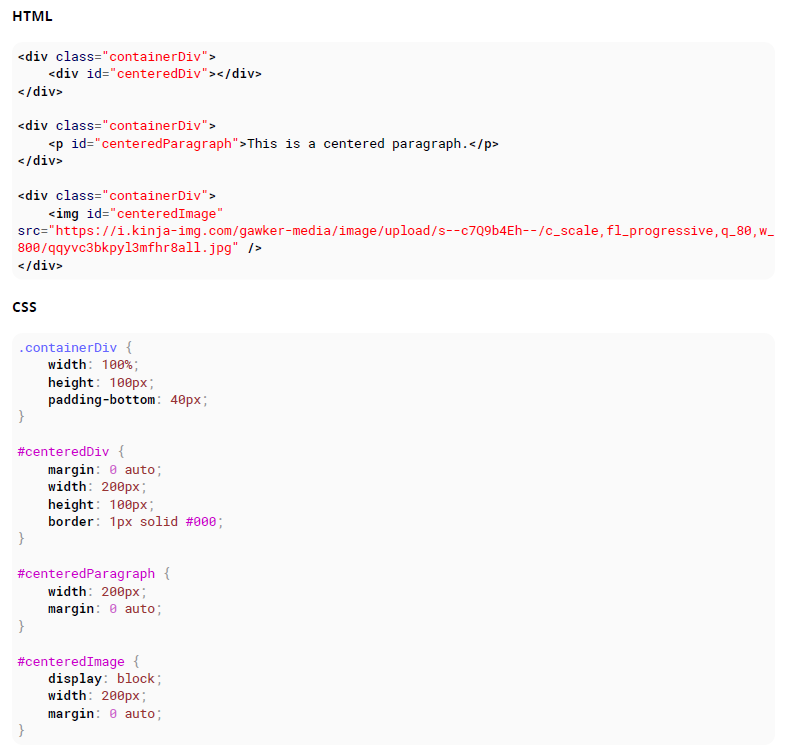 HTML
<div class="containerDiv">
    <div id="centeredDiv"></div>
</div>

<div class="containerDiv">
    <p id="centeredParagraph">This is a centered paragraph.</p>
</div>

<div class="containerDiv">
    <img id="centeredImage"
src="https://i.kinja-img.com/gawker-media/image/upload/s--c7Q9b4Eh--/c_scale,fl_progressive,q_80,w_
800/qqyvc3bkpyl3mfhr8all.jpg" />
</div>

CSS
.containerDiv {
    width: 100%;
    height: 100px;
    padding-bottom: 40px;
}

#centeredDiv {
    margin: 0 auto;
    width: 200px;
    height: 100px;
    border: 1px solid #000;
}

#centeredParagraph {
    width: 200px;
    margin: 0 auto;
}

#centeredImage {
    display: block;
    width: 200px;
    margin: 0 auto;
}